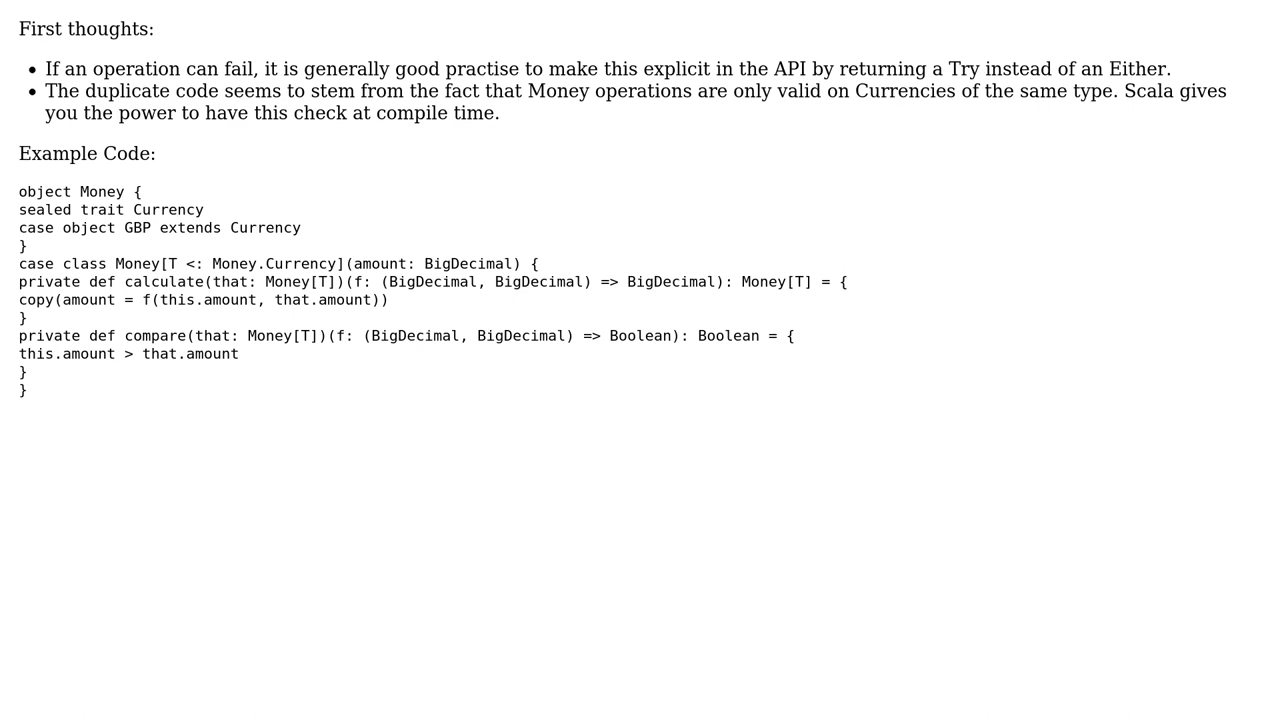 First thoughts:
• If an operation can fail, it is generally good practise to make this explicit in the API by returning a Try instead of an Either.
• The duplicate code seems to stem from the fact that Money operations are only valid on Currencies of the same type. Scala gives
you the power to have this check at compile time.
Example Code:
object Money {
sealed trait Currency
case object GBP extends Currency
}
case class Money[T <: Money.Currency](amount: BigDecimal) {
private def calculate(that: Money[T])(f: (BigDecimal, BigDecimal) => BigDecimal): Money[T] = {
copy(amount = f(this.amount, that.amount))
}
private def compare(that: Money[T])(f: (BigDecimal, BigDecimal) => Boolean): Boolean = {
this.amount > that.amount
}
}